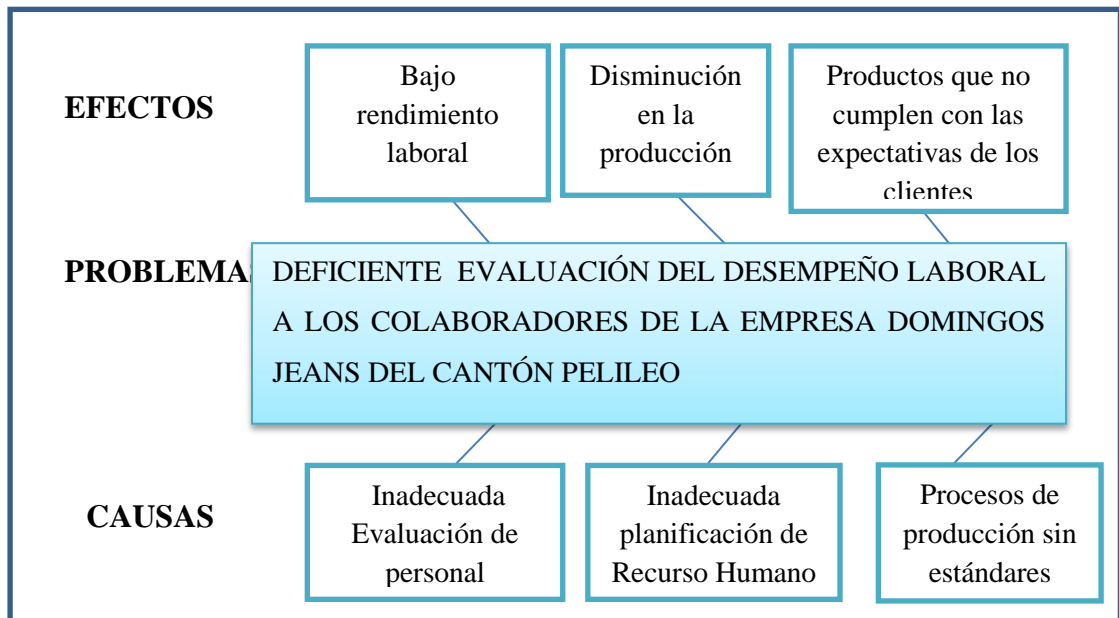 EFECTOS
Bajo
rendimiento
laboral
Disminución
en la
producción
Productos que no
cumplen con las
expectativas de los
clientes
PROBLEMAS
DEFICIENTE EVALUACIÓN DEL DESEMPEÑO LABORAL
A LOS COLABORADORES DE LA EMPRESA DOMINGOS
JEANS DEL CANTÓN PELILEO
CAUSAS
Inadecuada
Evaluación de
personal
Inadecuada
planificación de
Recurso Humano
Procesos de
producción sin
estándares